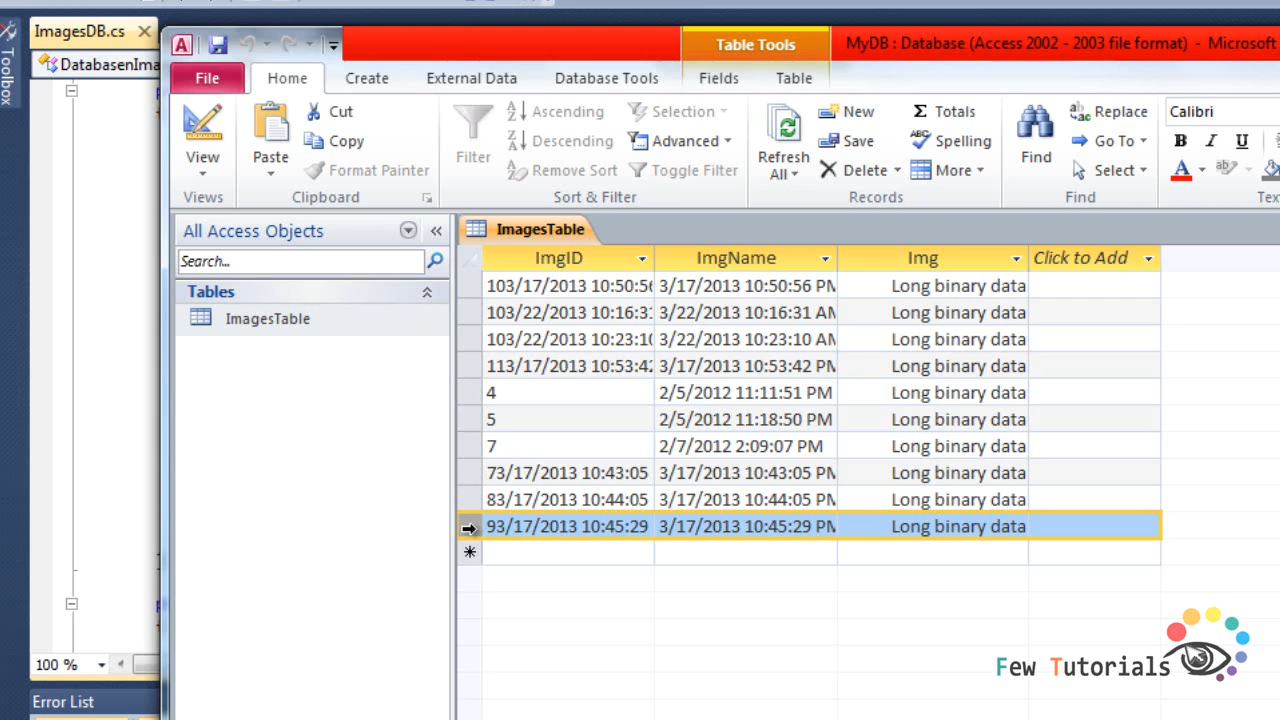 ImagesDB.cs
Toolbox
DatabasenIma
100 %
Error List
Table Tools
MyDB : Database (Access 2002 - 2003 file format) - Microsoft
File Home Create External Data Database Tools Fields Table
View
Views
Paste
Cut
Copy
Format Painter
Clipboard
Filter
Ascending
Descending
Remove Sort
Selection
Advanced
Toggle Filter
Sort & Filter
Refresh
All
New
Save
Delete
Totals
Spelling
More
Records
Find
Replace
Go To
Select
Find
Calibri
B I U
A ab
Tex
All Access Objects
Search...
Tables
ImagesTable
ImagesTable
ImgID ImgName Img Click to Add
103/17/2013 10:50:56 3/17/2013 10:50:56 PM Long binary data
103/22/2013 10:16:31 3/22/2013 10:16:31 AM Long binary data
103/22/2013 10:23:10 3/22/2013 10:23:10 AM Long binary data
113/17/2013 10:53:42 3/17/2013 10:53:42 PM Long binary data
4 2/5/2012 11:11:51 PM Long binary data
5 2/5/2012 11:18:50 PM Long binary data
7 2/7/2012 2:09:07 PM Long binary data
73/17/2013 10:43:05 3/17/2013 10:43:05 PM Long binary data
83/17/2013 10:44:05 3/17/2013 10:44:05 PM Long binary data
93/17/2013 10:45:29 3/17/2013 10:45:29 PM Long binary data
Few Tutorials